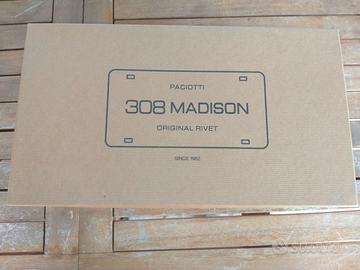 PACIOTTI
308 MADISON
ORIGINAL RIVET
SINCE 1982